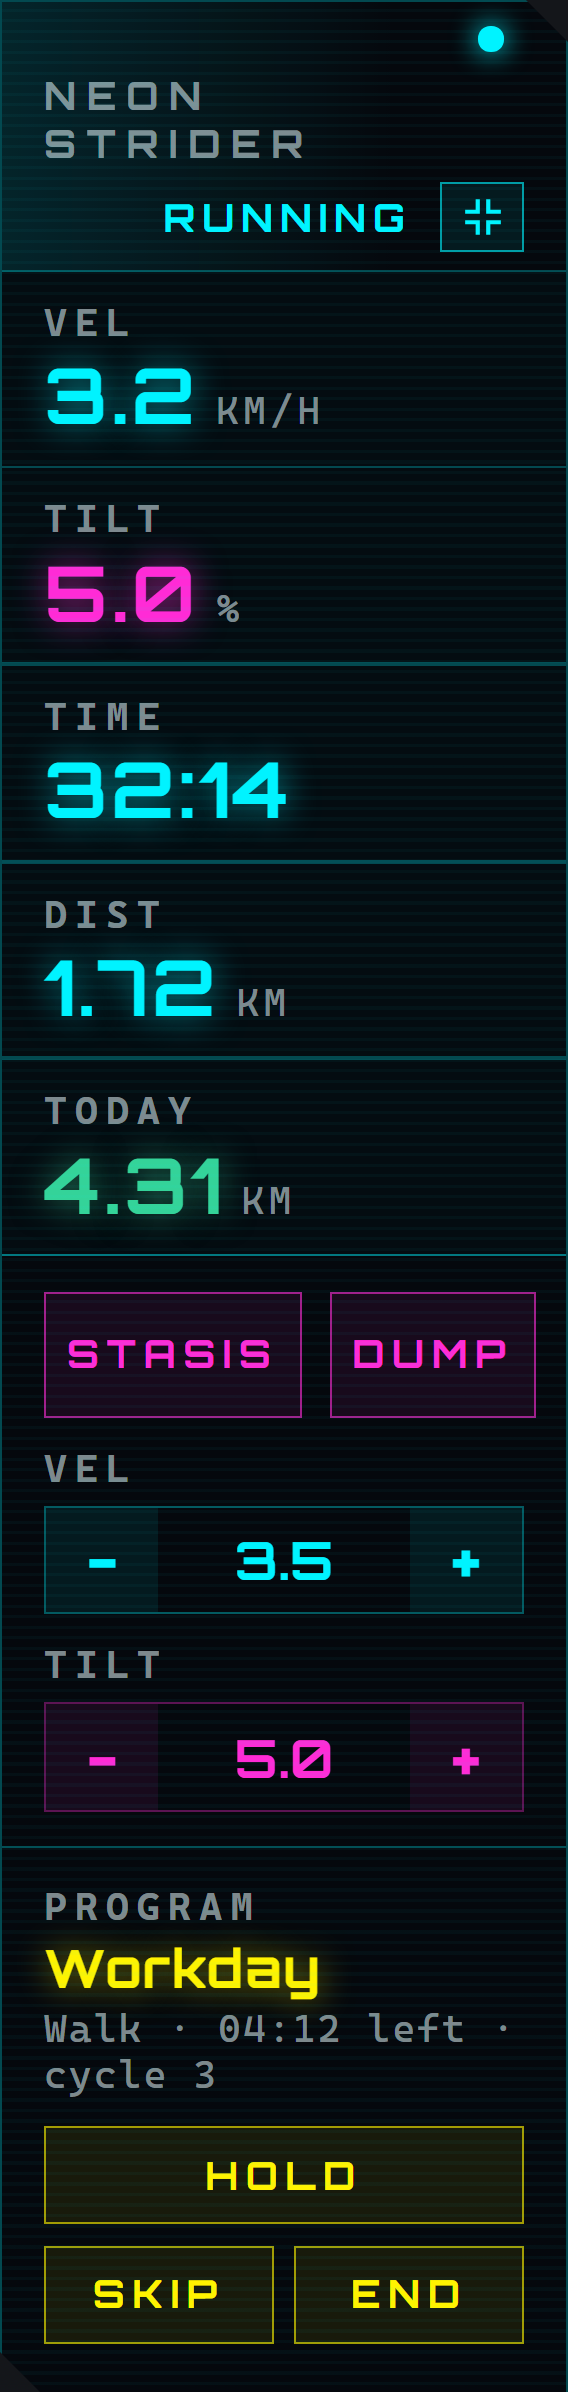 NEON
STRIDER
RUNNING
VEL
3.2 KM/H
TILT
5.0 %
TIME
32:14
DIST
1.72 KM
TODAY
4.31 KM
STASIS DUMP
VEL
- 3.5 +
TILT
- 5.0 +
PROGRAM
Workday
Walk · 04:12 left ·
cycle 3
HOLD
SKIP END